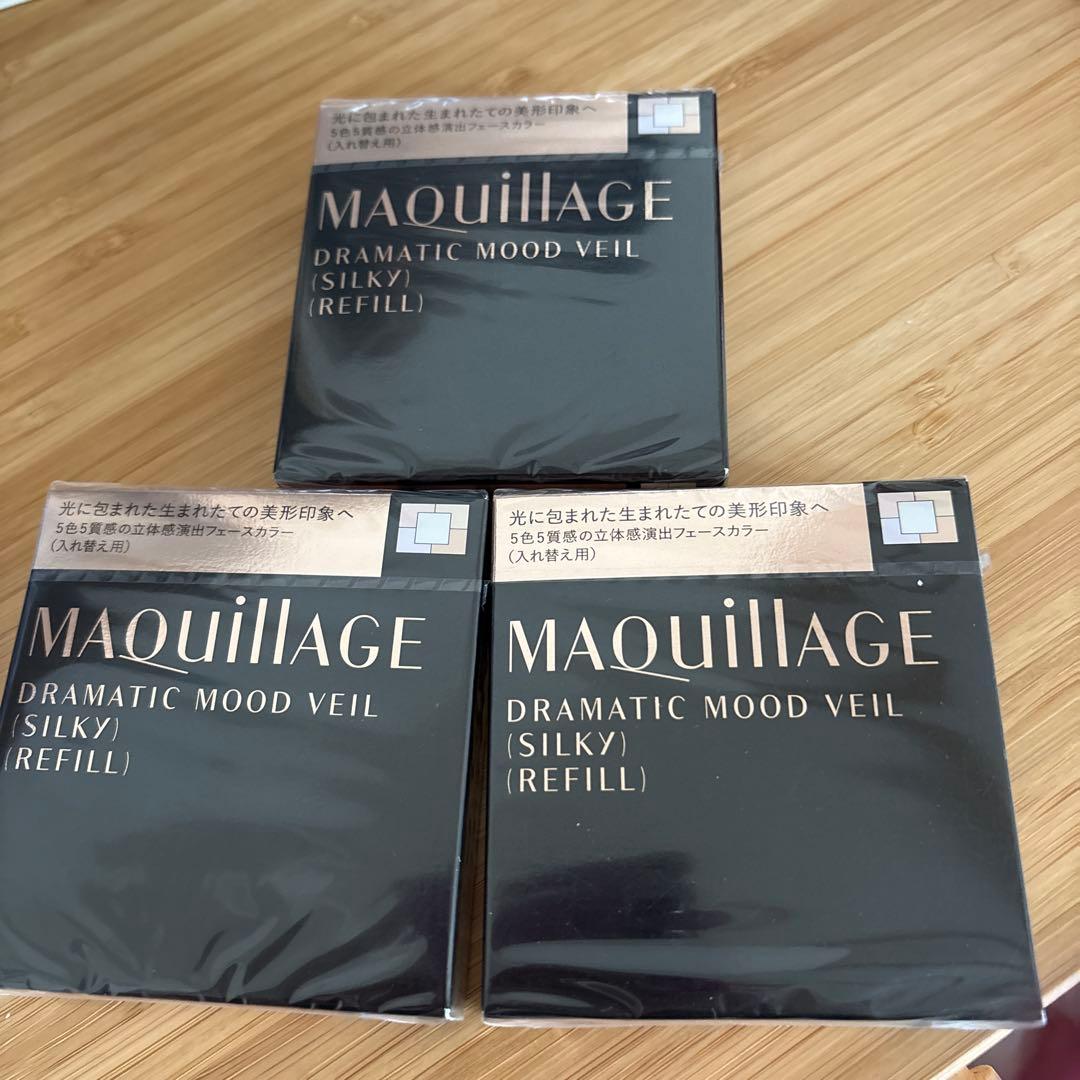 光に包まれた生まれたての美形印象へ
5色5質感の立体感演出フェースカラー
(入れ替え用)
MAQuillAGE
DRAMATIC MOOD VEIL
(SILKY)
(REFILL)
光に包まれた生まれたての美形印象へ
5色5質感の立体感演出フェースカラー
(入れ替え用)
MAQuillAGE
DRAMATIC MOOD VEIL
(SILKY)
(REFILL)
光に包まれた生まれたての美形印象へ
5色5質感の立体感演出フェースカラー
(入れ替え用)
MAQuillAGE
DRAMATIC MOOD VEIL
(SILKY)
(REFILL)